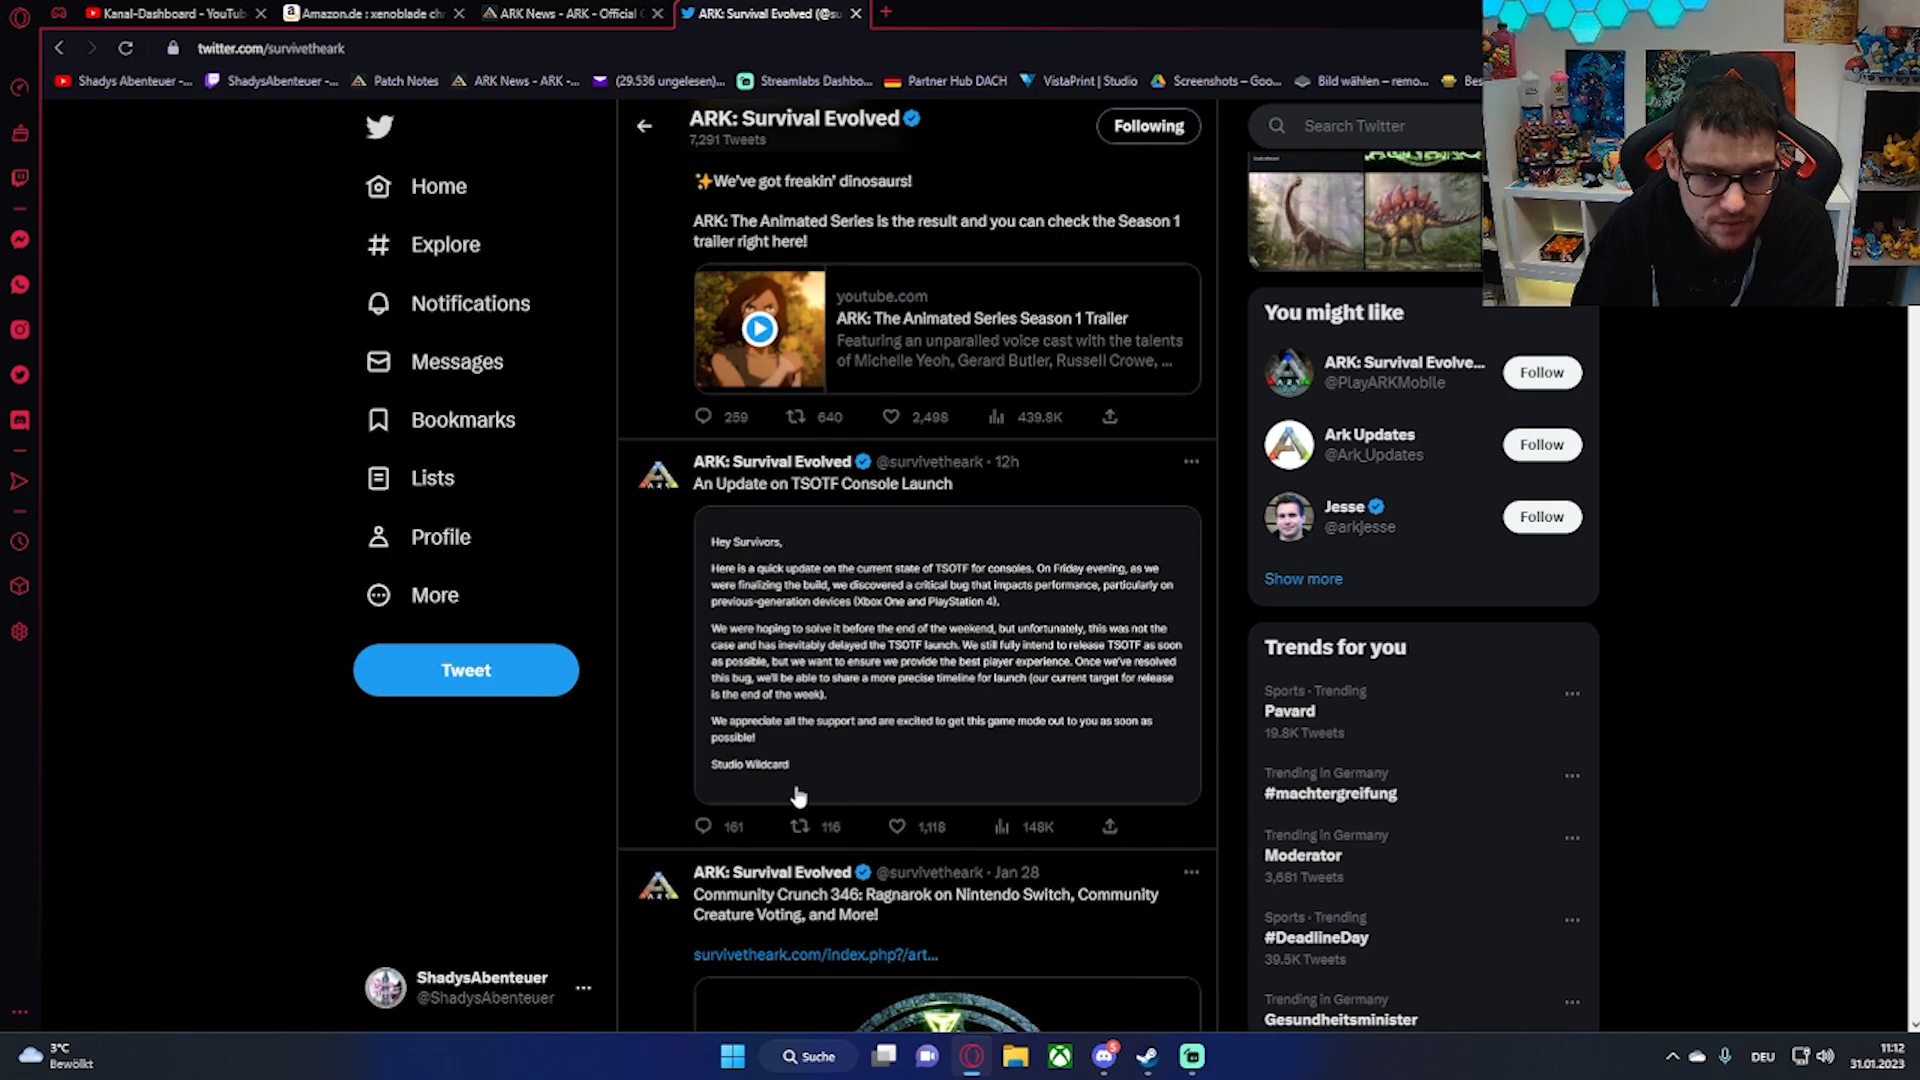 Kanal-Dashboard - YouTub
Amazon.de : xenoblade chr
ARK News - ARK - Official C
ARK: Survival Evolved (@su
twitter.com/survivetheark
Shadys Abenteuer -...
ShadysAbenteuer -...
Patch Notes
ARK News - ARK -...
(29.536 ungelesen)...
Streamlabs Dashbo...
Partner Hub DACH
VistaPrint | Studio
Screenshots – Goo...
Bild wählen – remo...
Bes
Home
Explore
Notifications
Messages
Bookmarks
Lists
Profile
More
Tweet
ShadysAbenteuer
@ShadysAbenteuer
ARK: Survival Evolved
7,291 Tweets
Following
✨We've got freakin' dinosaurs!
ARK: The Animated Series is the result and you can check the Season 1
trailer right here!
youtube.com
ARK: The Animated Series Season 1 Trailer
Featuring an unparalled voice cast with the talents
of Michelle Yeoh, Gerard Butler, Russell Crowe, ...
259 640 2,498 439.8K
ARK: Survival Evolved @survivetheark · 12h
An Update on TSOTF Console Launch
Hey Survivors,
Here is a quick update on the current state of TSOTF for consoles. On Friday evening, as we
were finalizing the build, we discovered a critical bug that impacts performance, particularly on
previous-generation devices (Xbox One and PlayStation 4).
We were hoping to solve it before the end of the weekend, but unfortunately, this was not the
case and has inevitably delayed the TSOTF launch. We still fully intend to release TSOTF as soon
as possible, but we want to ensure we provide the best player experience. Once we've resolved
this bug, we'll be able to share a more precise timeline for launch (our current target for release
is the end of the week).
We appreciate all the support and are excited to get this game mode out to you as soon as
possible!
Studio Wildcard
161 116 1,118 148K
ARK: Survival Evolved @survivetheark · Jan 28
Community Crunch 346: Ragnarok on Nintendo Switch, Community
Creature Voting, and More!
survivetheark.com/index.php?/art...
Search Twitter
You might like
ARK: Survival Evolve...
@PlayARKMobile
Follow
Ark Updates
@Ark_Updates
Follow
Jesse
@arkjesse
Follow
Show more
Trends for you
Sports · Trending
Pavard
19.8K Tweets
Trending in Germany
#machtergreifung
Trending in Germany
Moderator
3,681 Tweets
Sports · Trending
#DeadlineDay
39.5K Tweets
Trending in Germany
Gesundheitsminister
3°C
Bewölkt
Suche
5
DEU
11:12
31.01.2023